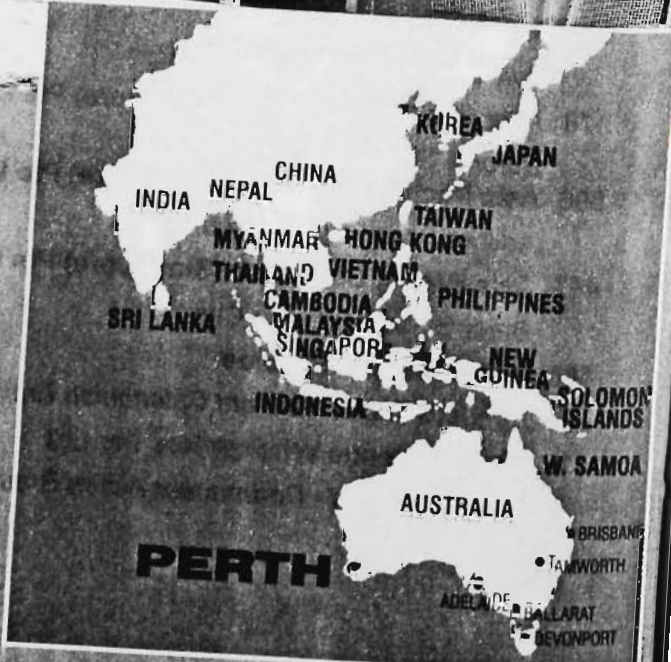 KOREA
JAPAN
CHINA
NEPAL
INDIA
TAIWAN
MYANMAR
HONG KONG
THAILAND
VIETNAM
CAMBODIA
PHILIPPINES
MALAYSIA
SRI LANKA
SINGAPORE
NEW
GUINEA
INDONESIA
SOLOMON
ISLANDS
W. SAMOA
AUSTRALIA
BRISBANE
PERTH
TAMWORTH
ADELAIDE
BALLARAT
DEVONPORT